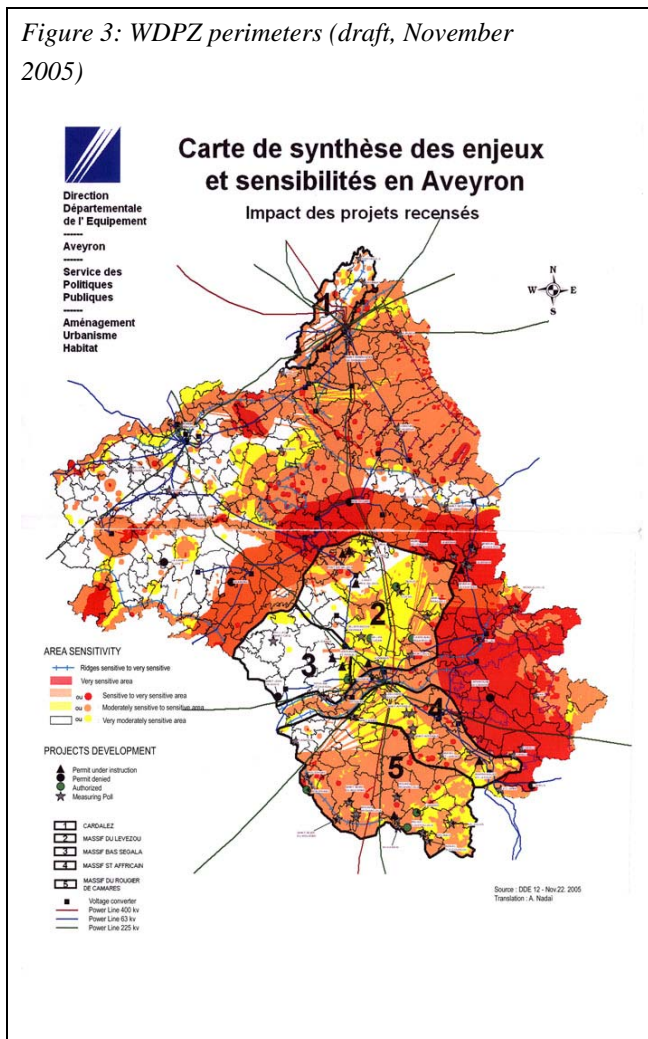 Figure 3: WDPZ perimeters (draft, November
2005)
Carte de synthèse des enjeux
et sensibilités en Aveyron
Impact des projets recensés
Direction
Départementale
de l' Equipement
------
Aveyron
------
Service des
Politiques
Publiques
------
Aménagement
Urbanisme
Habitat
N
W E
S
1
2
3
4
5
AREA SENSITIVITY
Ridges sensitive to very sensitive
Very sensitive area
ou Sensitive to very sensitive area
ou Moderately sensitive to sensitive area
ou Very moderately sensitive area
PROJECTS DEVELOPMENT
Permit under instruction
Permit denied
Authorized
Measuring Poll
1 CARDALEZ
2 MASSIF DU LEVEZOU
3 MASSIF BAS SEGALA
4 MASSIF ST AFFRICAIN
5 MASSIF DU ROUGIER
DE CAMARES
Voltage converter
Power Line 400 kv
Power Line 63 kv
Power Line 225 kv
Source : DDE 12 - Nov.22. 2005
Translation : A. Nadaï